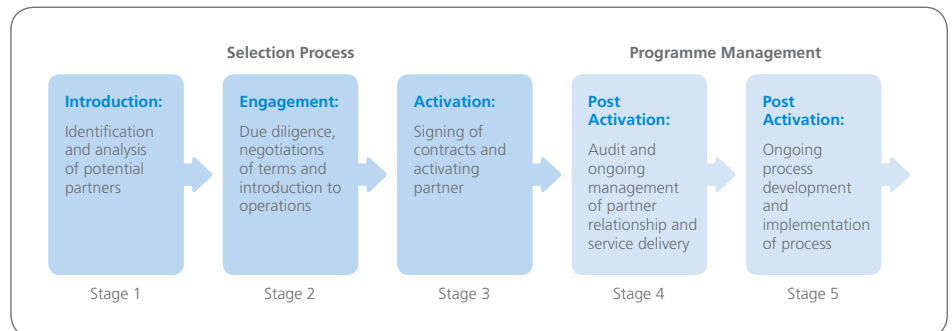 Selection Process
Programme Management
Introduction:
Identification
and analysis
of potential
partners
Engagement:
Due diligence,
negotiations
of terms and
introduction to
operations
Activation:
Signing of
contracts and
activating
partner
Post
Activation:
Audit and
ongoing
management
of partner
relationship and
service delivery
Post
Activation:
Ongoing
process
development
and
implementation
of process
Stage 1
Stage 2
Stage 3
Stage 4
Stage 5